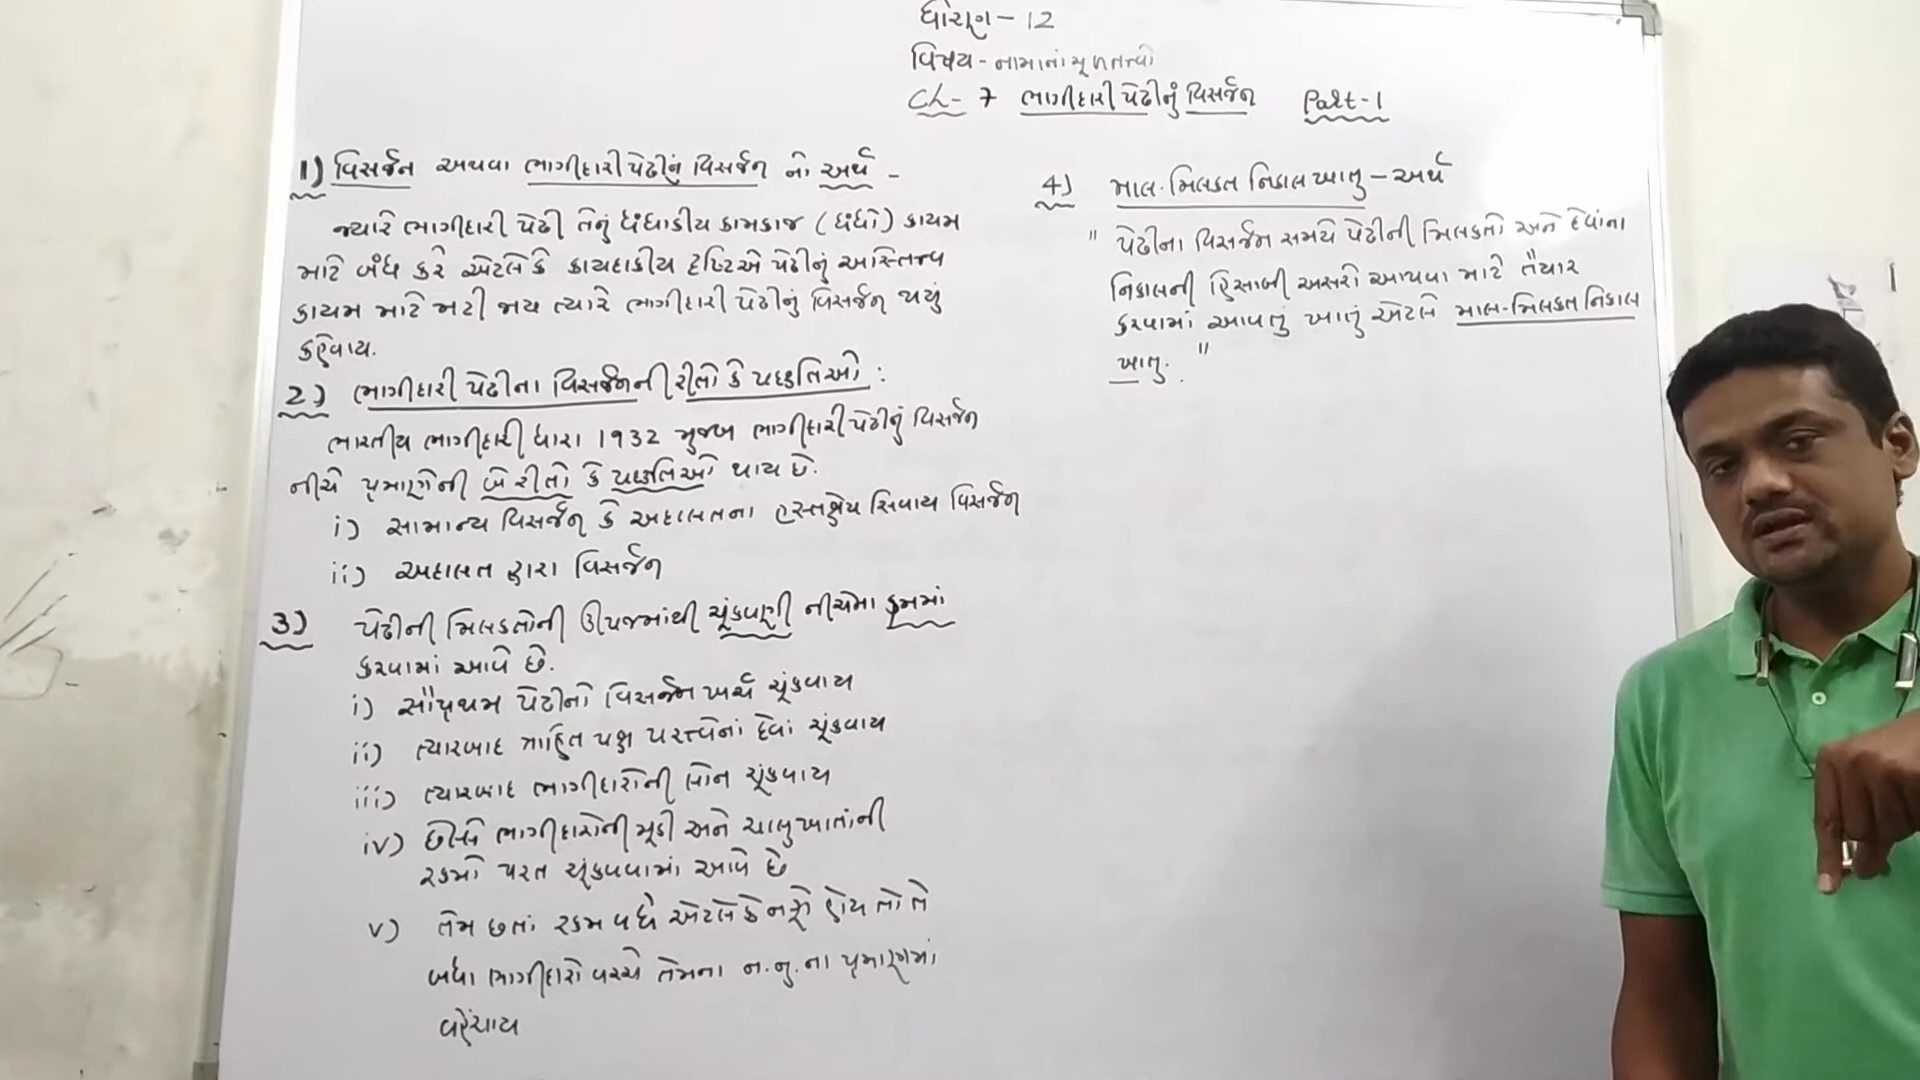 ધોરણ - 12
વિષય - નામાનાં મૂળતત્ત્વો
Ch - 7 ભાગીદારી પેઢીનું વિસર્જન Part - 1
1) વિસર્જન અથવા ભાગીદારી પેઢીનું વિસર્જન નો અર્થ -
જ્યારે ભાગીદારી પેઢી તેનું ધંધાકીય કામકાજ (ધંધો) કાયમ
માટે બંધ કરે એટલે કે કાયદાકીય દૃષ્ટિએ પેઢીનું અસ્તિત્વ
કાયમ માટે મટી જાય ત્યારે ભાગીદારી પેઢીનું વિસર્જન થયું
કહેવાય.
2) ભાગીદારી પેઢીના વિસર્જનની રીતો કે પદ્ધતિઓ :
ભારતીય ભાગીદારી ધારા 1932 મુજબ ભાગીદારી પેઢીનું વિસર્જન
નીચે પ્રમાણેની બે રીતો કે પદ્ધતિઓ થાય છે.
i) સામાન્ય વિસર્જન કે અદાલતના હસ્તક્ષેપ સિવાય વિસર્જન
ii) અદાલત દ્વારા વિસર્જન
3) પેઢીની મિલકતોની ઊપજમાંથી ચૂંકવણી નીચેના ક્રમમાં
કરવામાં આવે છે.
i) સૌપ્રથમ પેઢીનો વિસર્જન ખર્ચ ચૂંકવાય
ii) ત્યારબાદ ત્રાહિત પક્ષ પરત્વેનાં દેવાં ચૂંકવાય
iii) ત્યારબાદ ભાગીદારોની લોન ચૂંકવાય
iv) છેલ્લે ભાગીદારોની મૂડી અને ચાલુ ખાતાંની
રકમો પરત ચૂંકવવામાં આવે છે
v) તેમ છતાં રકમ વધે એટલે કે નફો હોય તો તે
બધા ભાગીદારો વચ્ચે તેમના ન.નુ.ના પ્રમાણમાં
વહેંચાય
4) માલ-મિલકત નિકાલ ખાતુ - અર્થ
" પેઢીના વિસર્જન સમયે પેઢીની મિલકતો અને દેવાંના
નિકાલની હિસાબી અસરો આપવા માટે તૈયાર
કરવામાં આવતું ખાતું એટલે માલ-મિલકત નિકાલ
ખાતુ. "